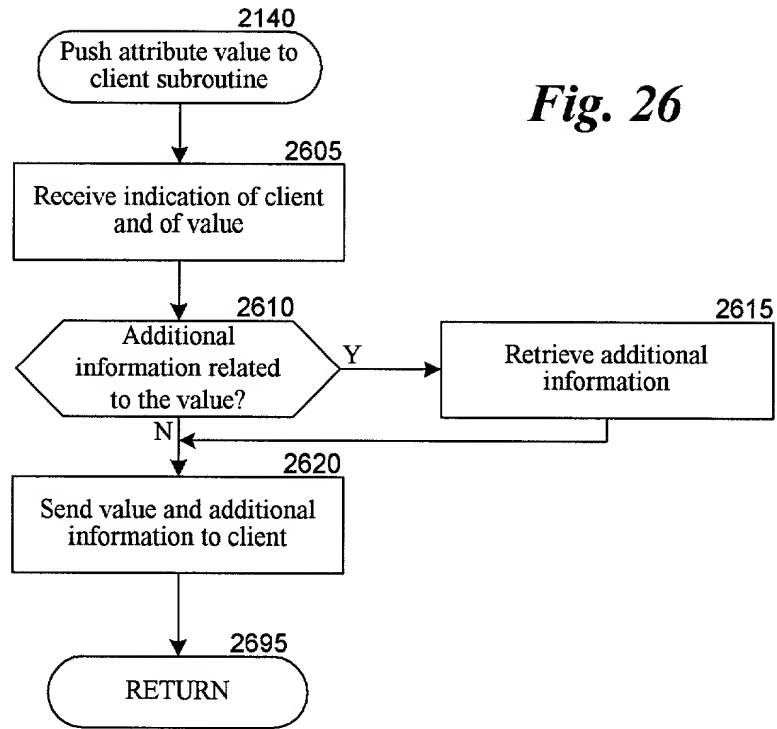 2140
Push attribute value to
client subroutine
Fig. 26
2605
Receive indication of client
and of value
2610
Additional
information related
to the value?
Y
2615
Retrieve additional
information
N
2620
Send value and additional
information to client
2695
RETURN